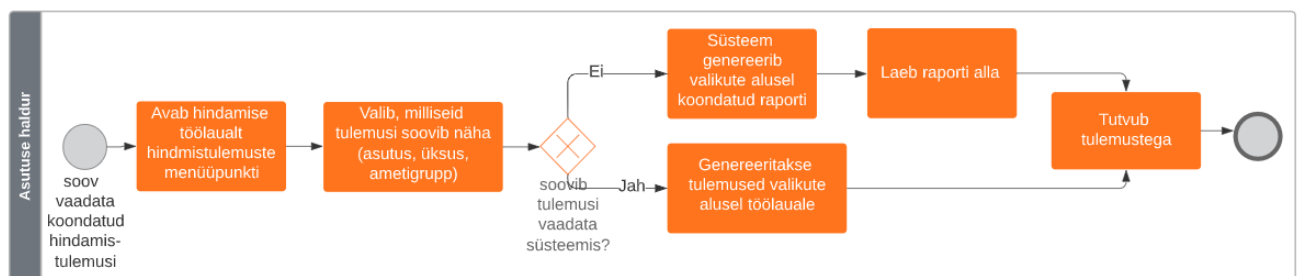 Asutuse haldur
soov
vaadata
koondatud
hindamis-
tulemusi
Avab hindamise
töölaualt
hindmistulemuste
menüüpunkti
Valib, milliseid
tulemusi soovib näha
(asutus, üksus,
ametigrupp)
soovib
tulemusi
vaadata
süsteemis?
Ei
Süsteem
genereerib
valikute alusel
koondatud raporti
Laeb raporti alla
Jah
Genereeritakse
tulemused valikute
alusel töölauale
Tutvub
tulemustega